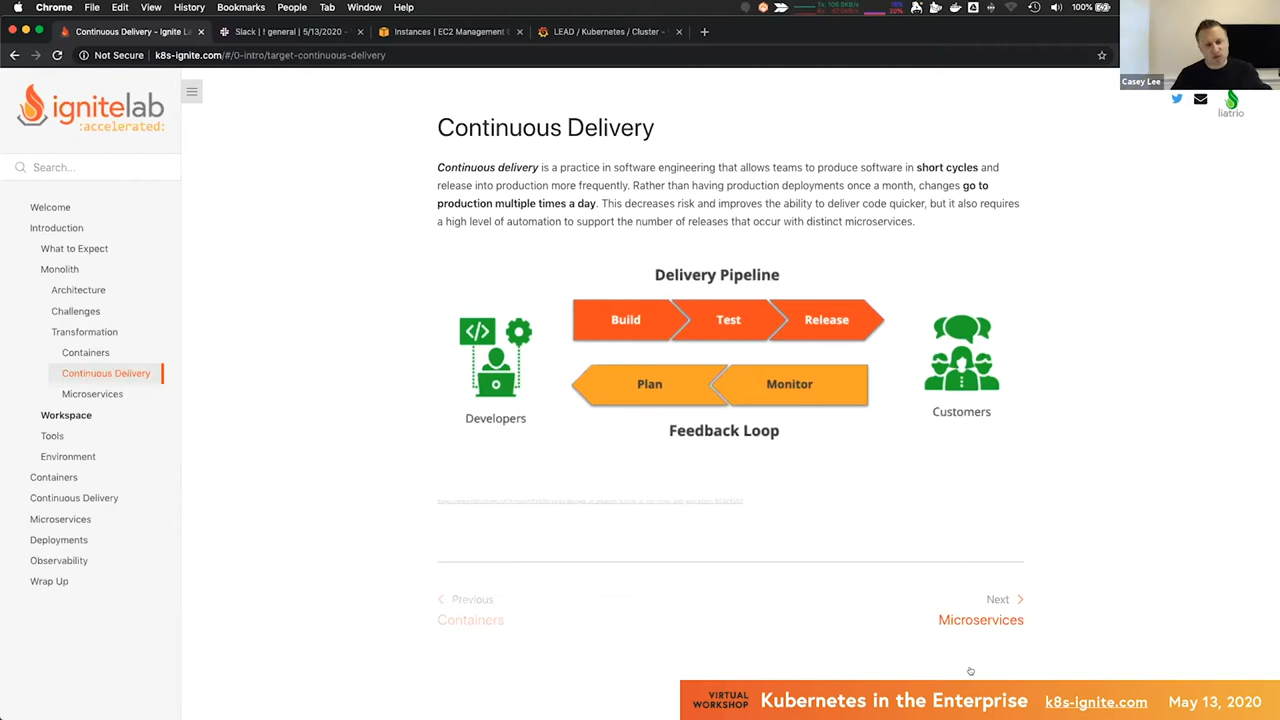 Chrome File Edit View History Bookmarks People Tab Window Help
100%
Continuous Delivery - Ignite La
Slack | ! general | 5/13/2020 -
Instances | EC2 Management C
LEAD / Kubernetes / Cluster -
Not Secure k8s-ignite.com/#/0-intro/target-continuous-delivery
Casey Lee
ignitelab
:accelerated:
liatrio
Search...
Welcome
Introduction
What to Expect
Monolith
Architecture
Challenges
Transformation
Containers
Continuous Delivery
Microservices
Workspace
Tools
Environment
Containers
Continuous Delivery
Microservices
Deployments
Observability
Wrap Up
Continuous Delivery
Continuous delivery is a practice in software engineering that allows teams to produce software in short cycles and
release into production more frequently. Rather than having production deployments once a month, changes go to
production multiple times a day. This decreases risk and improves the ability to deliver code quicker, but it also requires
a high level of automation to support the number of releases that occur with distinct microservices.
Delivery Pipeline
Build Test Release
Plan Monitor
Developers
Customers
Feedback Loop
Previous
Containers
Next
Microservices
VIRTUAL
WORKSHOP
Kubernetes in the Enterprise k8s-ignite.com May 13, 2020